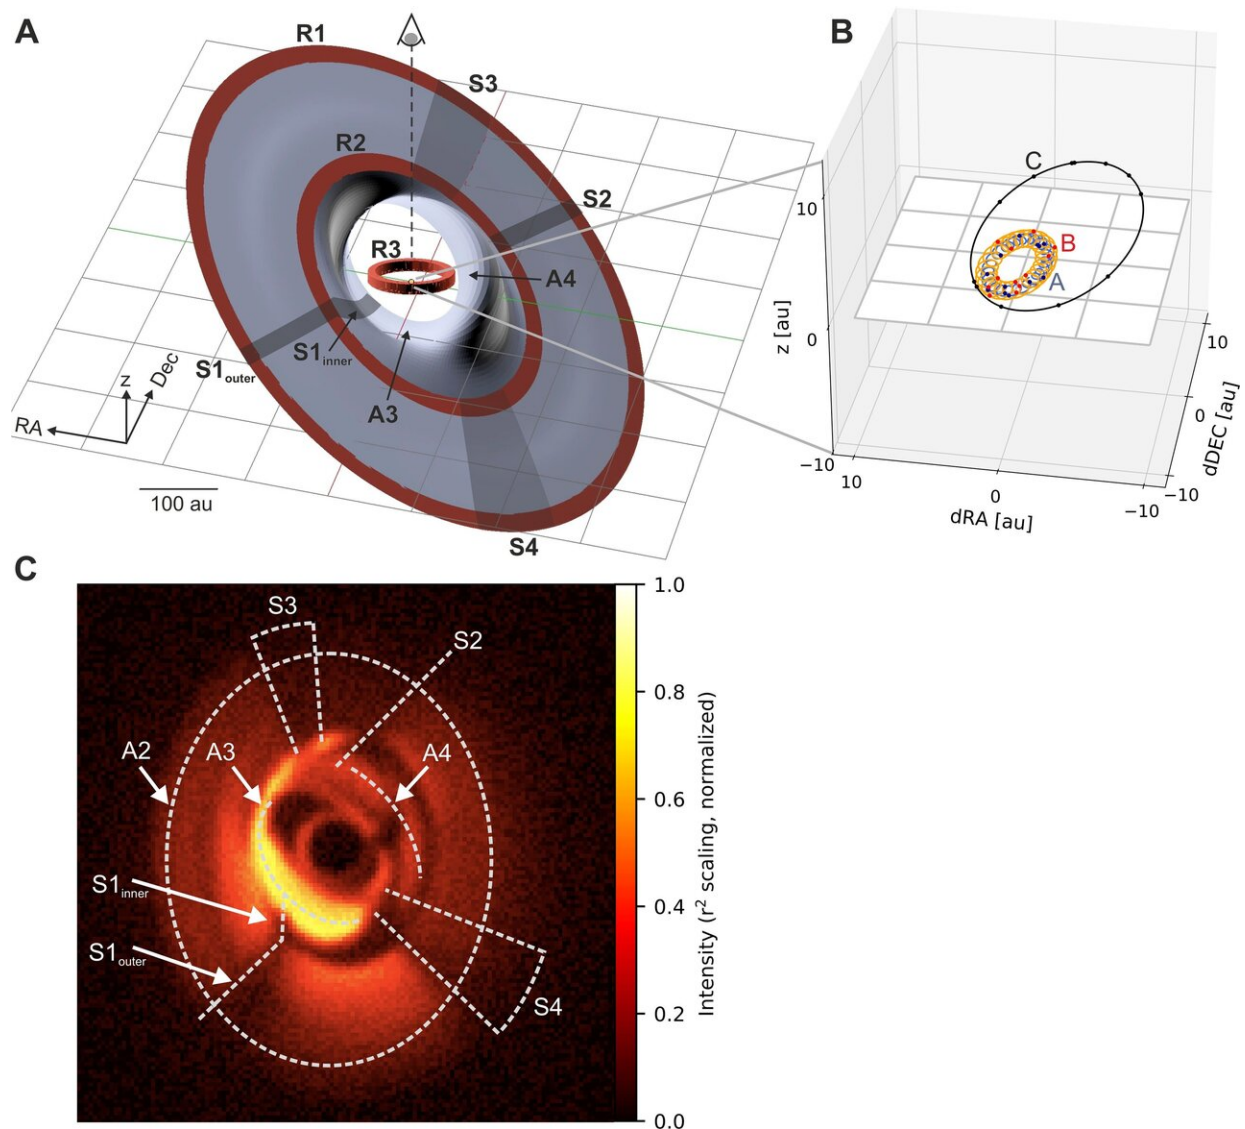 A
R1
S3
R2
S2
R3
A4
S1inner
S1outer
A3
z
Dec
RA
100 au
S4
B
C
B
A
10
z [au]
0
−10
10
0
−10
dRA [au]
10
0
−10
dDEC [au]
C
S3
S2
A2
A3
A4
S1inner
S1outer
S4
1.0
0.8
0.6
0.4
0.2
0.0
Intensity (r² scaling, normalized)